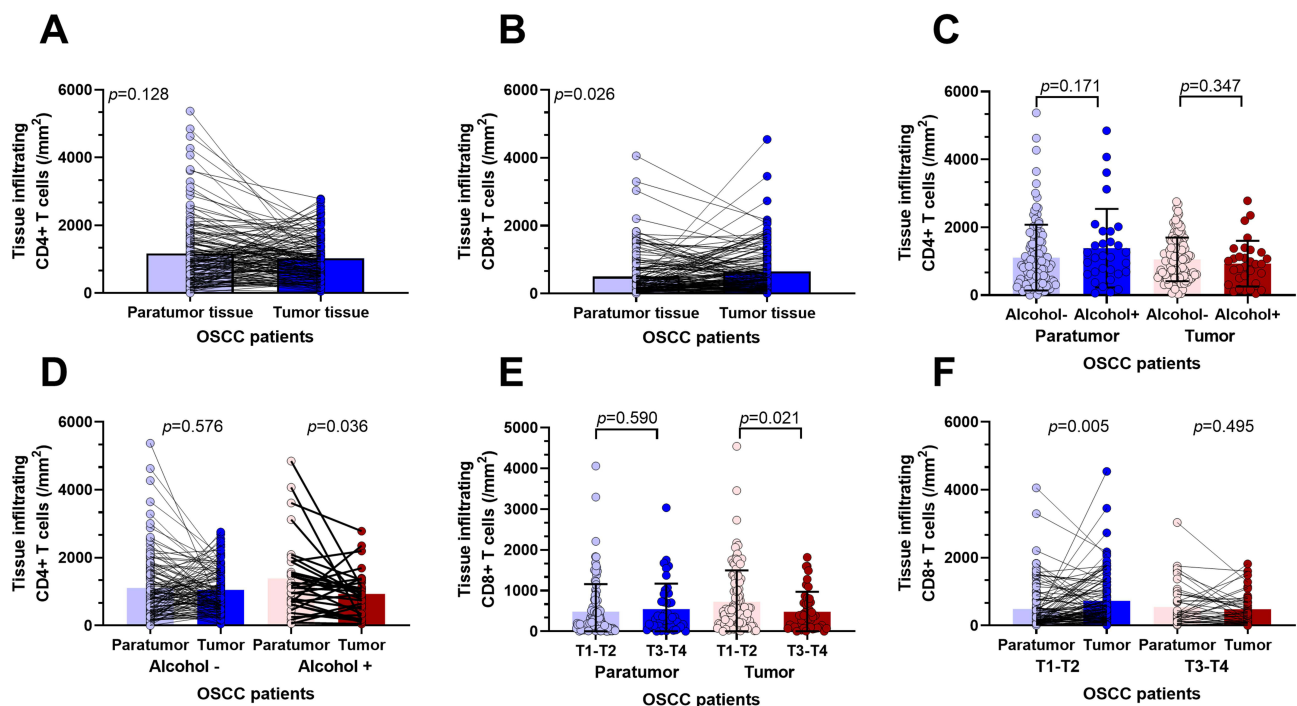 A
p=0.128
Tissue infiltrating
CD4+ T cells (/mm²)
6000
4000
2000
0
Paratumor tissue Tumor tissue
OSCC patients
B
p=0.026
Tissue infiltrating
CD8+ T cells (/mm²)
6000
4000
2000
0
Paratumor tissue Tumor tissue
OSCC patients
C
p=0.171 p=0.347
Tissue infiltrating
CD4+ T cells (/mm²)
6000
4000
2000
0
Alcohol- Alcohol+ Alcohol- Alcohol+
Paratumor Tumor
OSCC patients
D
p=0.576 p=0.036
Tissue infiltrating
CD4+ T cells (/mm²)
6000
4000
2000
0
Paratumor Tumor Paratumor Tumor
Alcohol - Alcohol +
OSCC patients
E
p=0.590 p=0.021
Tissue infiltrating
CD8+ T cells (/mm²)
5000
4000
3000
2000
1000
0
T1-T2 T3-T4 T1-T2 T3-T4
Paratumor Tumor
OSCC patients
F
p=0.005 p=0.495
Tissue infiltrating
CD8+ T cells (/mm²)
6000
4000
2000
0
Paratumor Tumor Paratumor Tumor
T1-T2 T3-T4
OSCC patients